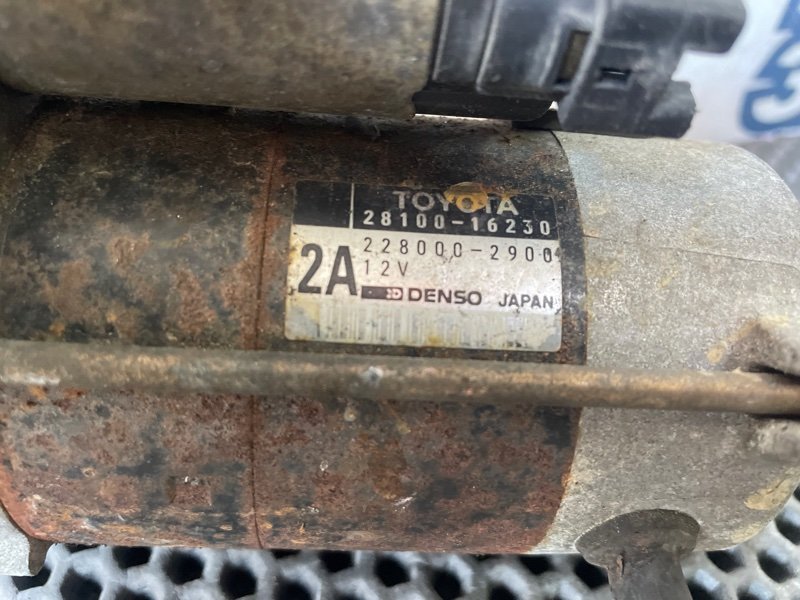 TOYOTA
28100-16230
2A
228000-2900
12V
DENSO JAPAN